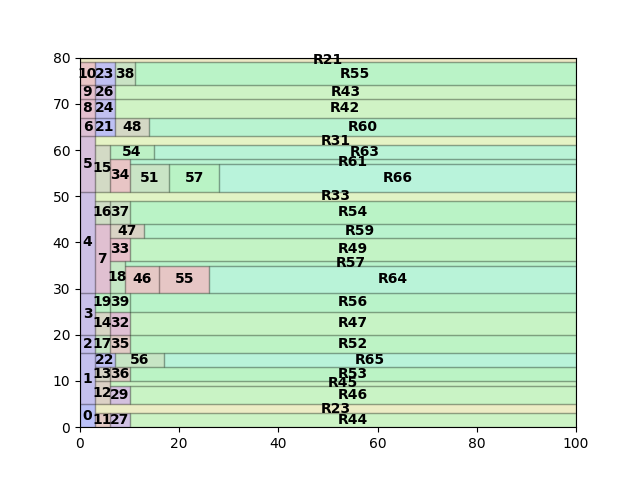 80
R21
10 23 38 R55
9 26 R43
70
8 24 R42
6 21 48 R60
R31
60
5 15 54 R63
R61
34 51 57 R66
50
R33
16 37 R54
4 47 R59
40
7 33 R49
R57
18 46 55 R64
30
19 39 R56
3
14 32 R47
20
2 17 35 R52
22 56 R65
1 13 36 R53
10
R45
12 29 R46
R23
0
11 27 R44
0
0 20 40 60 80 100